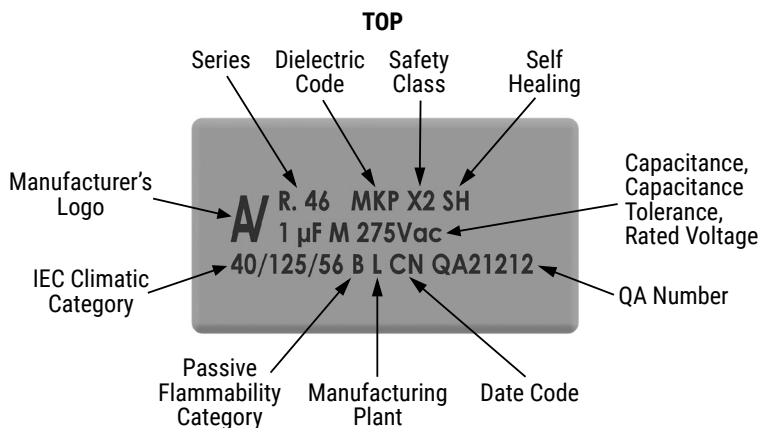 TOP
Series
Dielectric
Code
Safety
Class
Self
Healing
Manufacturer's
Logo
R. 46 MKP X2 SH
1 µF M 275Vac
40/125/56 B L CN QA21212
Capacitance,
Capacitance
Tolerance,
Rated Voltage
IEC Climatic
Category
QA Number
Passive
Flammability
Category
Manufacturing
Plant
Date Code